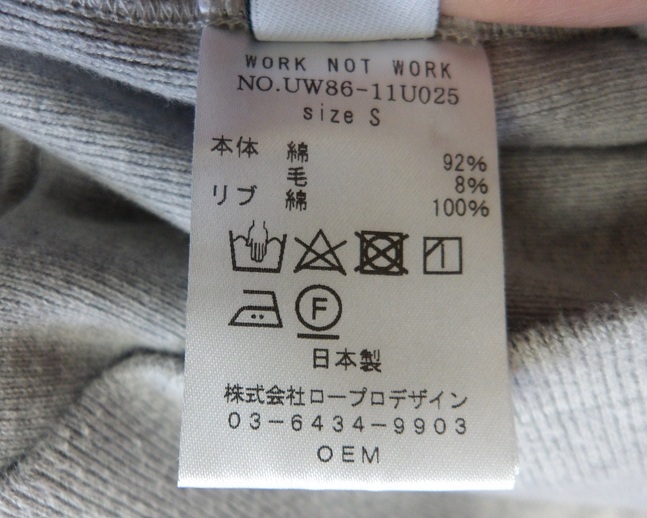 WORK NOT WORK
NO.UW86-11U025
size S
本体 綿 92%
毛 8%
リブ 綿 100%
F
日本製
株式会社ロープロデザイン
03-6434-9903
OEM